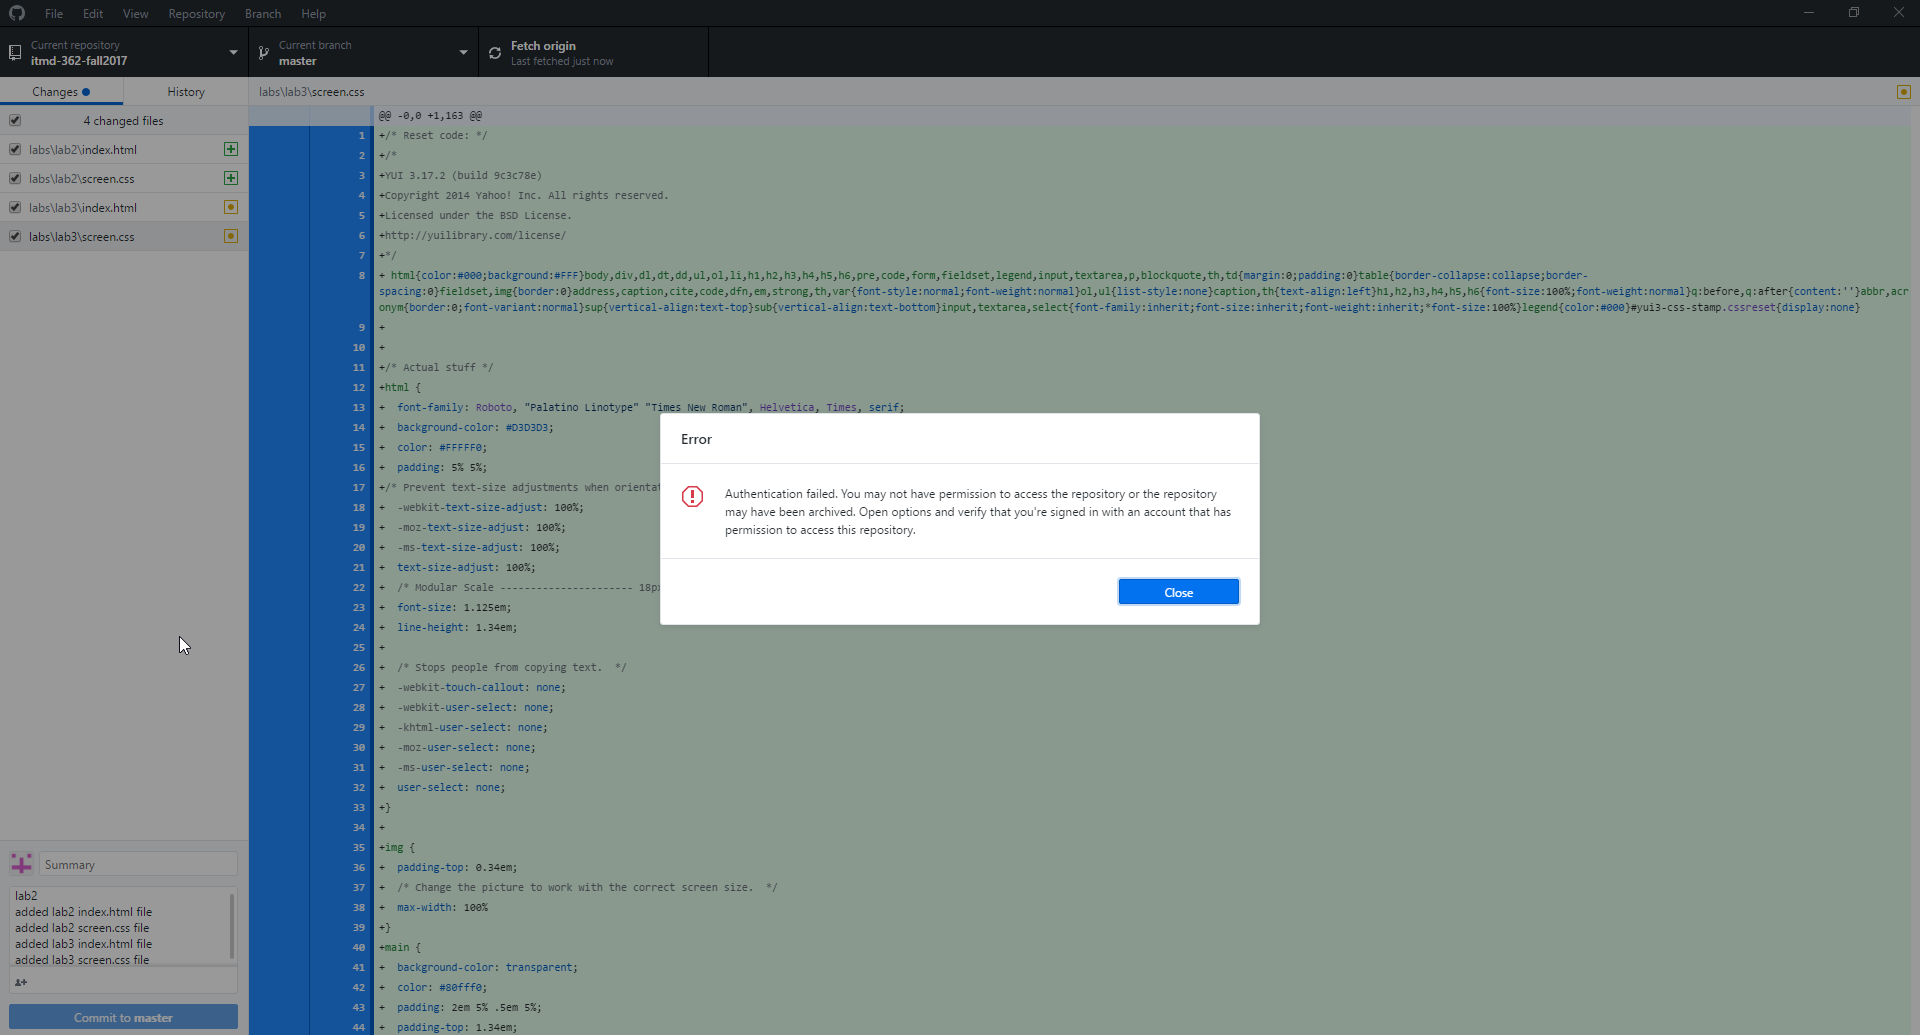 File Edit View Repository Branch Help
Current repository
itmd-362-fall2017
Current branch
master
Fetch origin
Last fetched just now
Changes
History
4 changed files
labs\lab2\index.html
labs\lab2\screen.css
labs\lab3\index.html
labs\lab3\screen.css
labs\lab3\screen.css
@@ -0,0 +1,163 @@
1 +/* Reset code: */
2 +/*
3 +YUI 3.17.2 (build 9c3c78e)
4 +Copyright 2014 Yahoo! Inc. All rights reserved.
5 +Licensed under the BSD License.
6 +http://yuilibrary.com/license/
7 +*/
8 + html{color:#000;background:#FFF}body,div,dl,dt,dd,ul,ol,li,h1,h2,h3,h4,h5,h6,pre,code,form,fieldset,legend,input,textarea,p,blockquote,th,td{margin:0;padding:0}table{border-collapse:collapse;border-
spacing:0}fieldset,img{border:0}address,caption,cite,code,dfn,em,strong,th,var{font-style:normal;font-weight:normal}ol,ul{list-style:none}caption,th{text-align:left}h1,h2,h3,h4,h5,h6{font-size:100%;font-weight:normal}q:before,q:after{content:''}abbr,acr
onym{border:0;font-variant:normal}sup{vertical-align:text-top}sub{vertical-align:text-bottom}input,textarea,select{font-family:inherit;font-size:inherit;font-weight:inherit;*font-size:100%}legend{color:#000}#yui3-css-stamp.cssreset{display:none}
9 +
10 +
11 +/* Actual stuff */
12 +html {
13 + font-family: Roboto, "Palatino Linotype" "Times New Roman", Helvetica, Times, serif;
14 + background-color: #D3D3D3;
15 + color: #FFFFF0;
16 + padding: 5% 5%;
17 +/* Prevent text-size adjustments when orientat
18 + -webkit-text-size-adjust: 100%;
19 + -moz-text-size-adjust: 100%;
20 + -ms-text-size-adjust: 100%;
21 + text-size-adjust: 100%;
22 + /* Modular Scale ---------------------- 18px
23 + font-size: 1.125em;
24 + line-height: 1.34em;
25 +
26 + /* Stops people from copying text. */
27 + -webkit-touch-callout: none;
28 + -webkit-user-select: none;
29 + -khtml-user-select: none;
30 + -moz-user-select: none;
31 + -ms-user-select: none;
32 + user-select: none;
33 +}
34 +
35 +img {
36 + padding-top: 0.34em;
37 + /* Change the picture to work with the correct screen size. */
38 + max-width: 100%
39 +}
40 +main {
41 + background-color: transparent;
42 + color: #80fff0;
43 + padding: 2em 5% .5em 5%;
44 + padding-top: 1.34em;
Error
Authentication failed. You may not have permission to access the repository or the repository
may have been archived. Open options and verify that you're signed in with an account that has
permission to access this repository.
Close
Summary
lab2
added lab2 index.html file
added lab2 screen.css file
added lab3 index.html file
added lab3 screen.css file
Commit to master